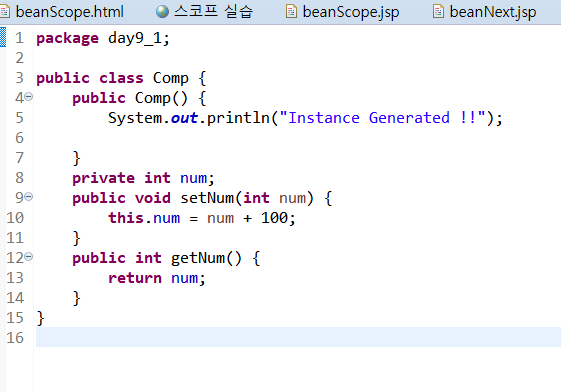 beanScope.html 스코프 실습 beanScope.jsp beanNext.jsp
1 package day9_1;
2
3 public class Comp {
4 public Comp() {
5 System.out.println("Instance Generated !!");
6
7 }
8 private int num;
9 public void setNum(int num) {
10 this.num = num + 100;
11 }
12 public int getNum() {
13 return num;
14 }
15 }
16